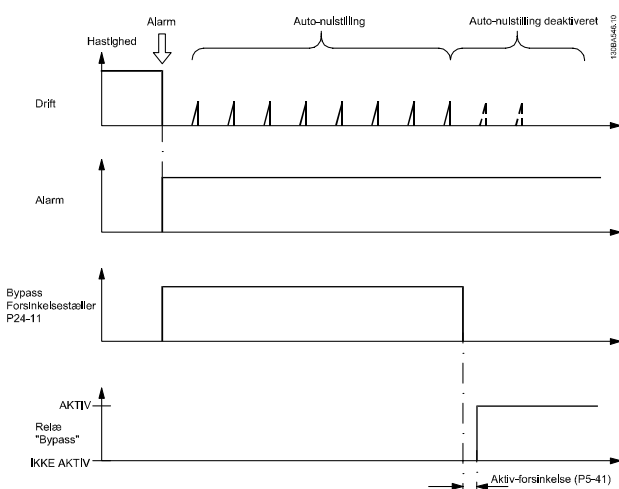 Alarm
Auto-nulstilling
Auto-nulstilling deaktiveret
130BA546.10
Hastighed
Drift
Alarm
Bypass
Forsinkelsestæller
P24-11
AKTIV
Relæ
"Bypass"
IKKE AKTIV
Aktiv-forsinkelse (P5-41)